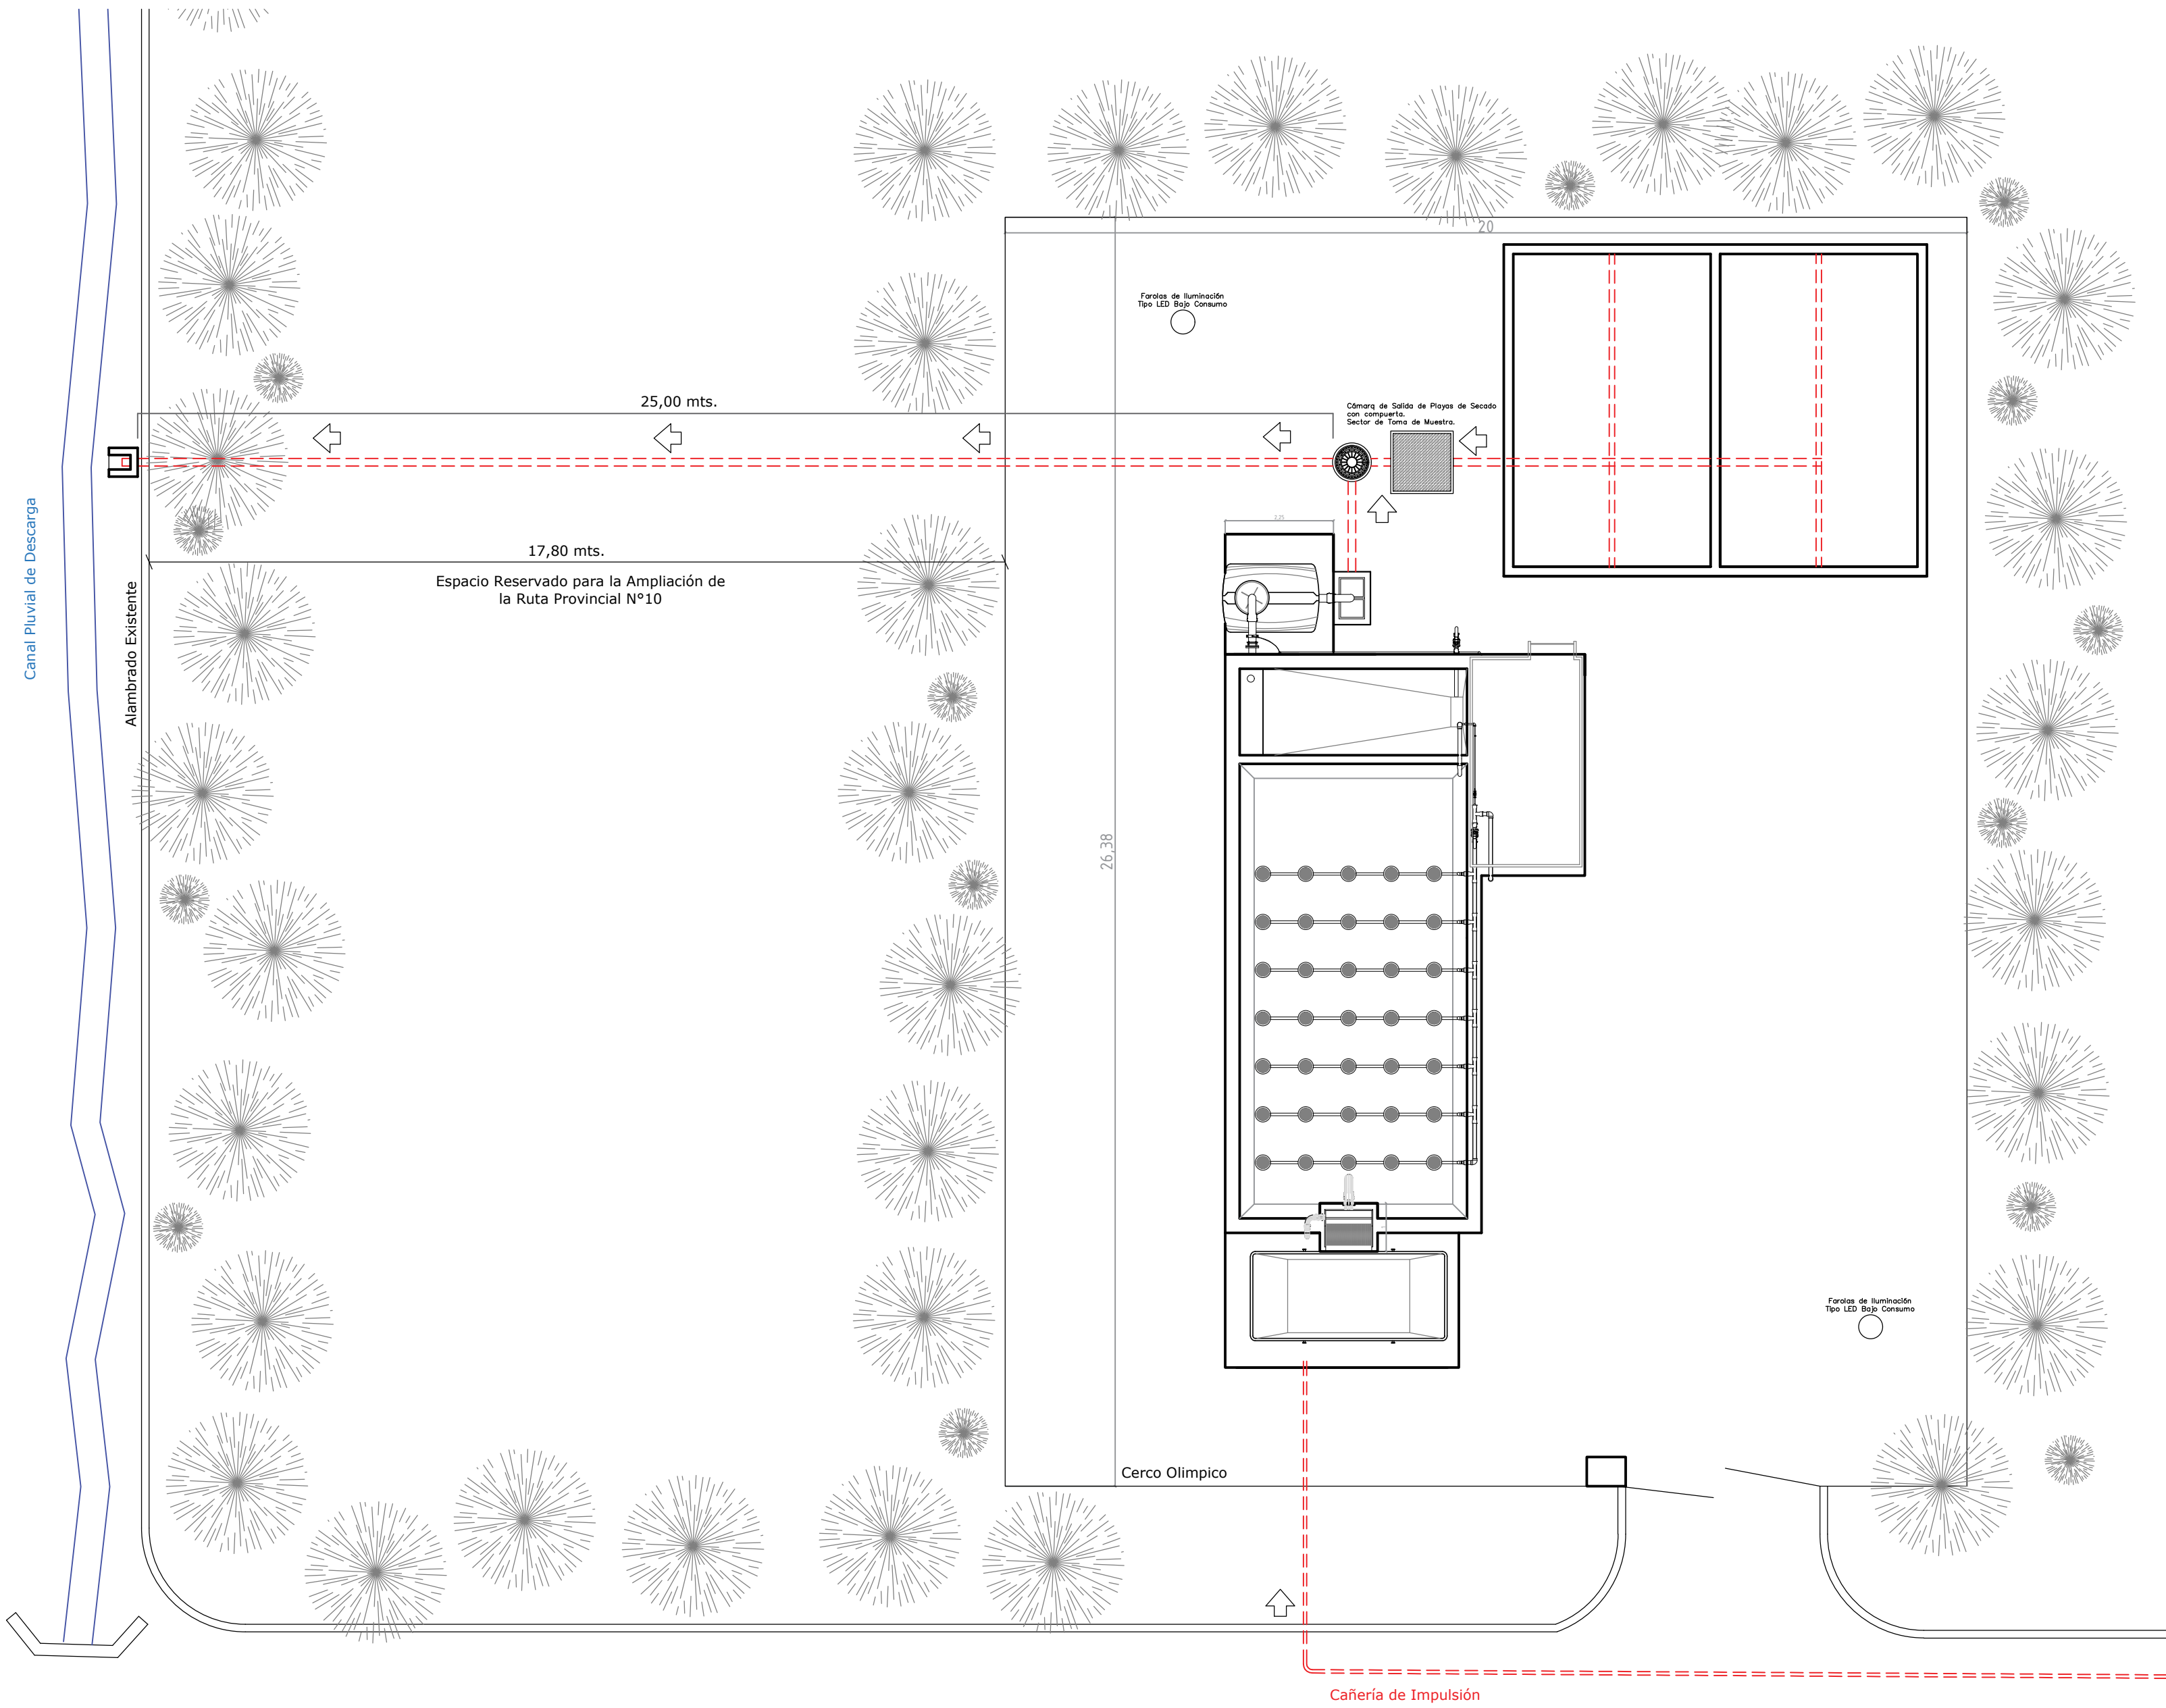 20
Farolas de Iluminación
Tipo LED Bajo Consumo
25,00 mts.
Cámara de Salida de Playas de Secado
con compuerta.
Sector de Toma de Muestra.
Canal Pluvial de Descarga
Alambrado Existente
17,80 mts.
Espacio Reservado para la Ampliación de
la Ruta Provincial N°10
2,25
26,38
Farolas de Iluminación
Tipo LED Bajo Consumo
Cerco Olimpico
Cañería de Impulsión